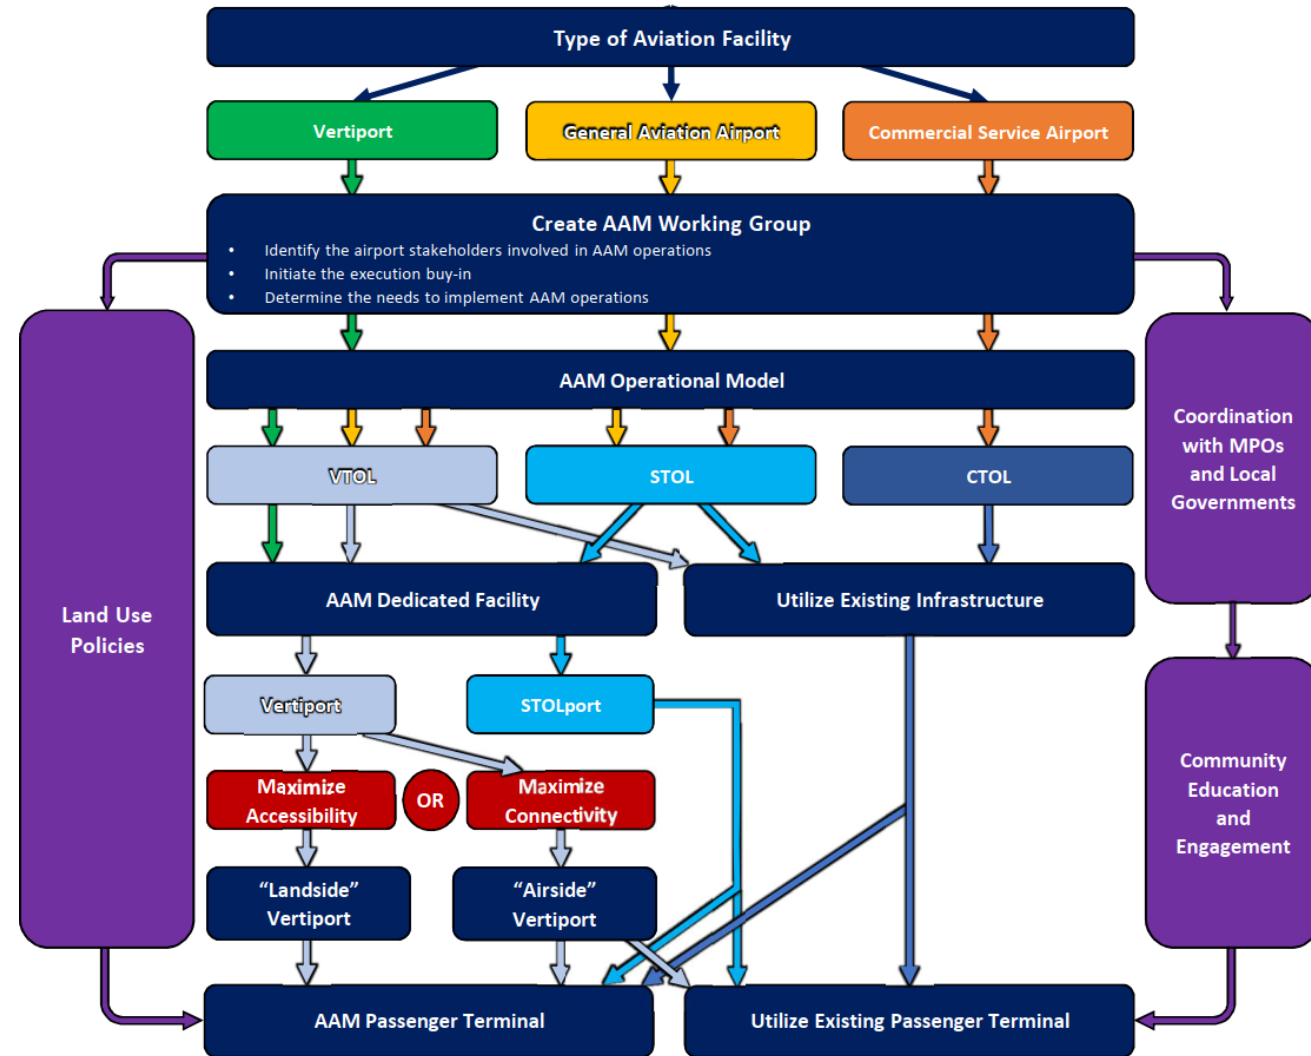 Type of Aviation Facility
Vertiport
General Aviation Airport
Commercial Service Airport
Create AAM Working Group
• Identify the airport stakeholders involved in AAM operations
• Initiate the execution buy-in
• Determine the needs to implement AAM operations
AAM Operational Model
VTOL
STOL
CTOL
Coordination
with MPOs
and Local
Governments
AAM Dedicated Facility
Utilize Existing Infrastructure
Land Use
Policies
Vertiport
STOLport
Maximize
Accessibility
OR
Maximize
Connectivity
Community
Education
and
Engagement
“Landside”
Vertiport
“Airside”
Vertiport
AAM Passenger Terminal
Utilize Existing Passenger Terminal